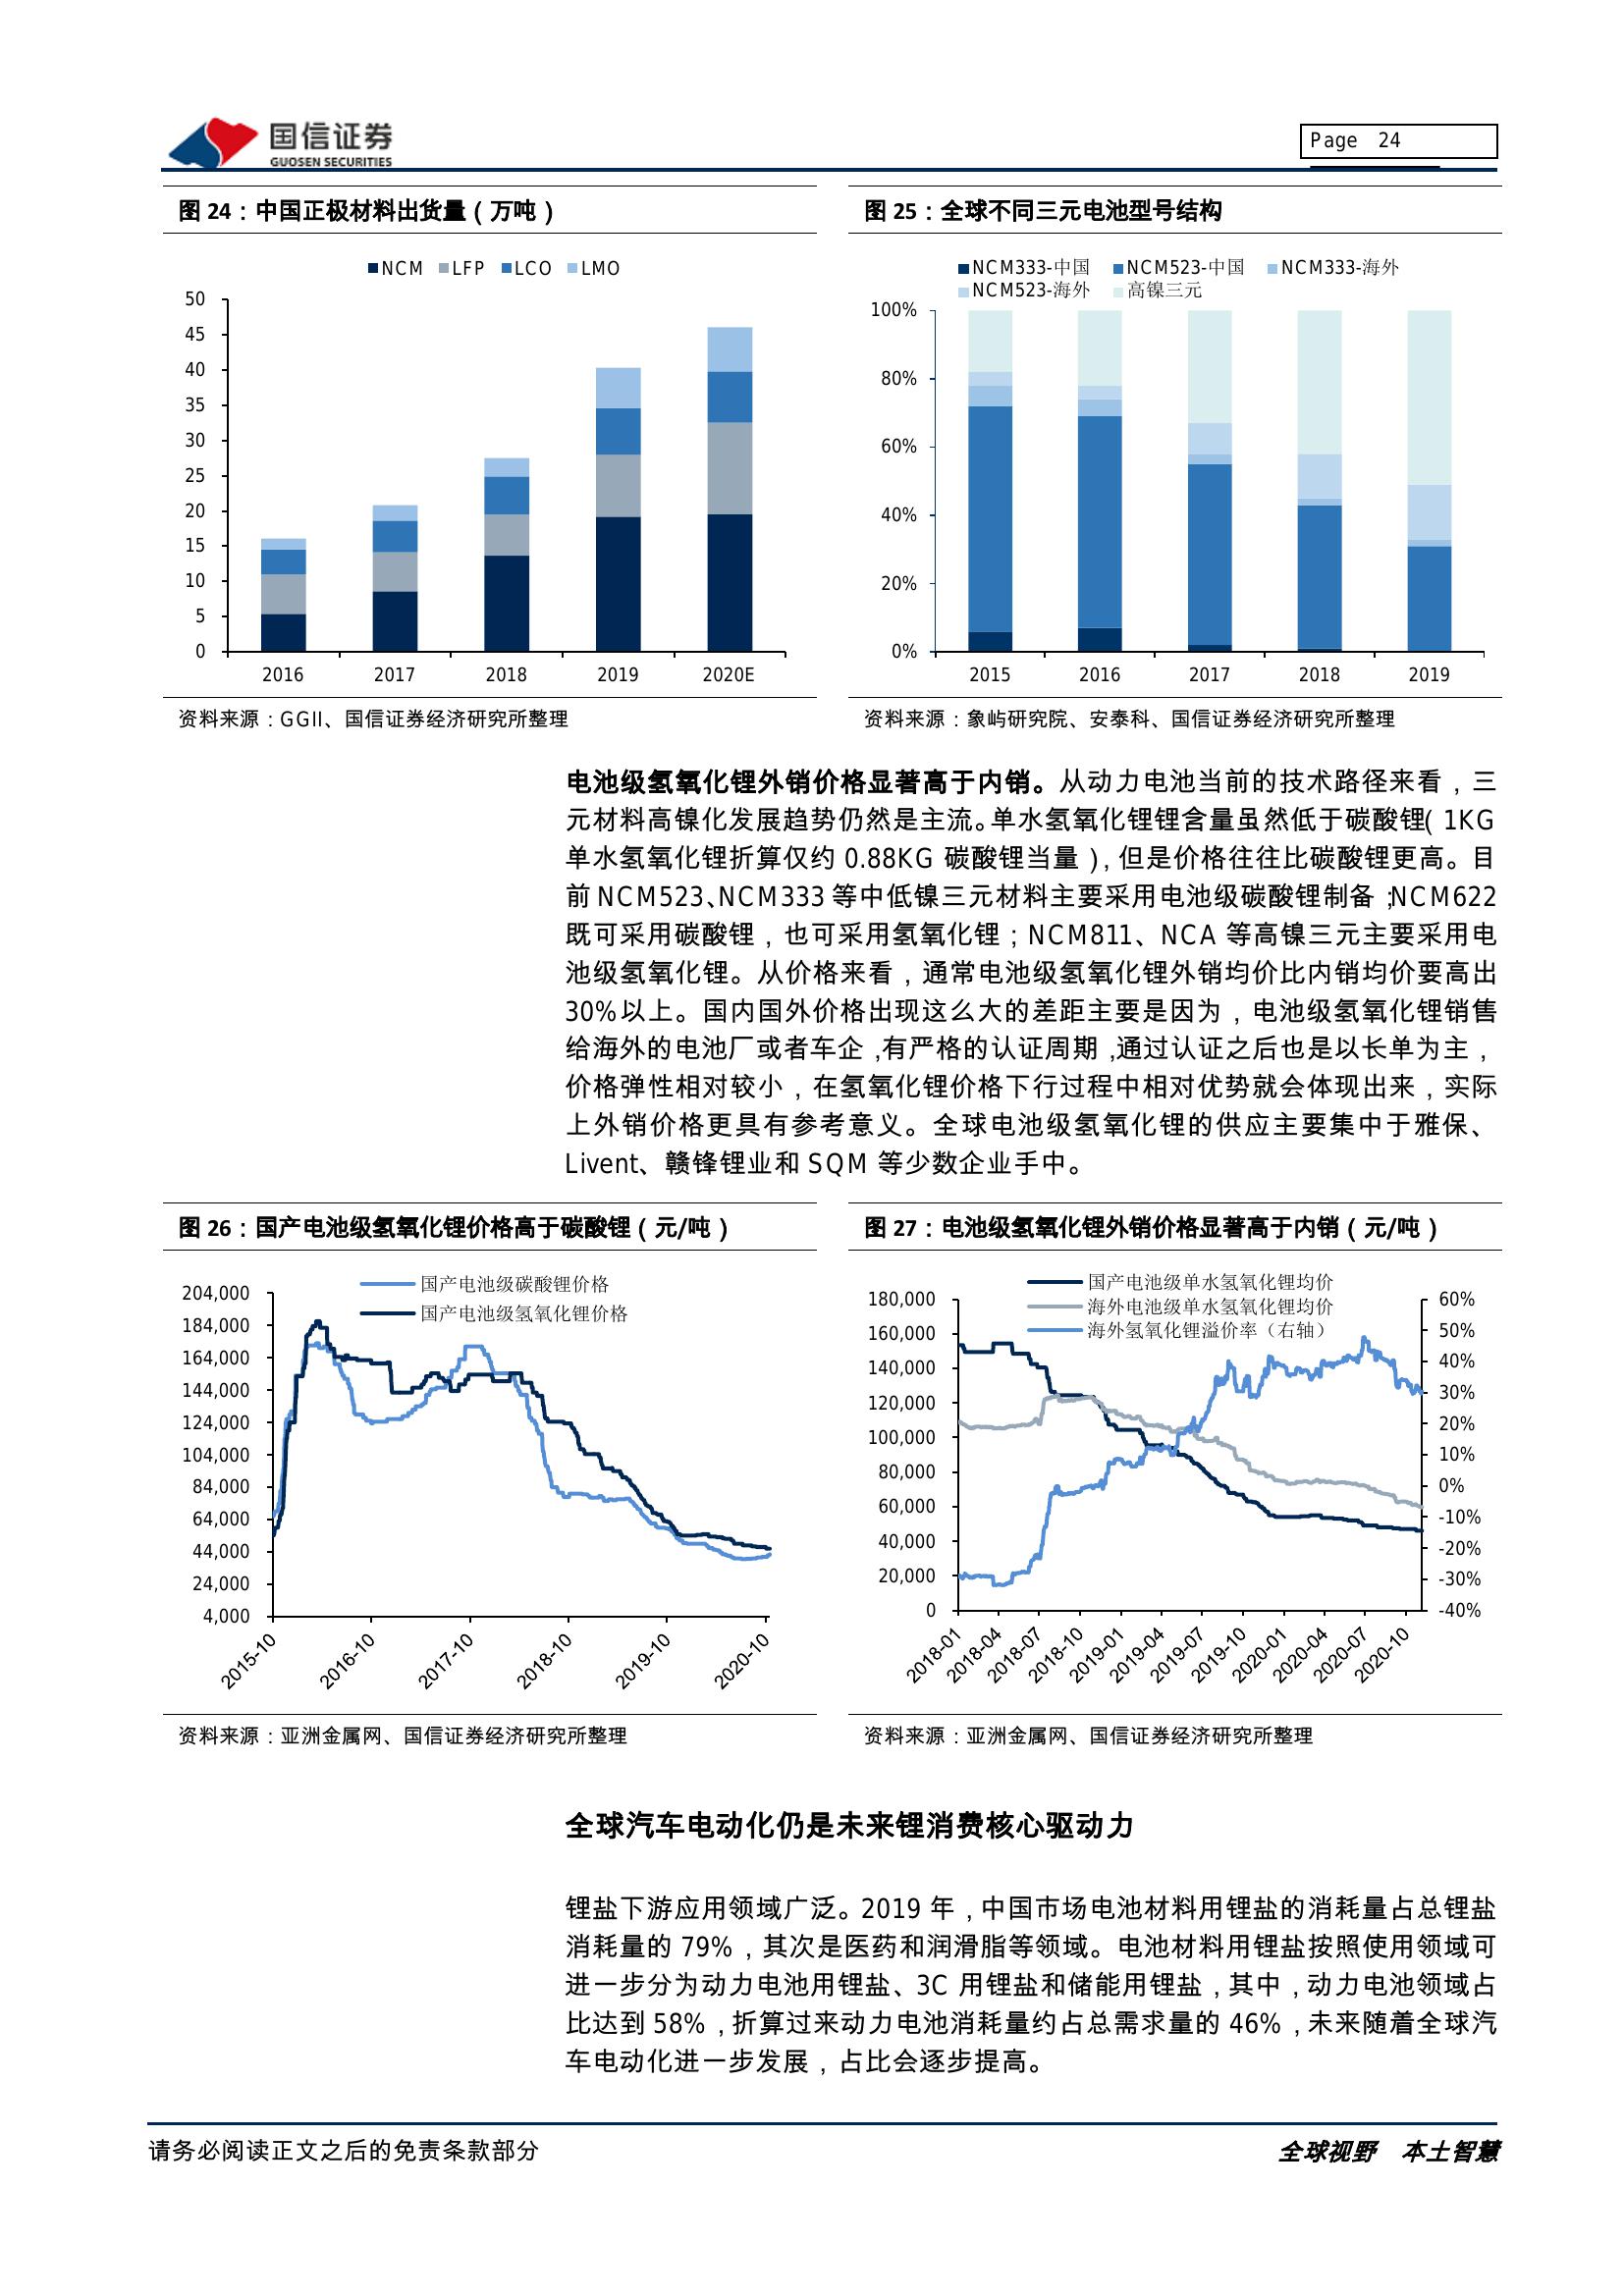 国信证券
GUOSEN SECURITIES
Page 24
图 24：中国正极材料出货量（万吨）
NCM LFP LCO LMO
50
45
40
35
30
25
20
15
10
5
0
2016 2017 2018 2019 2020E
资料来源：GGII、国信证券经济研究所整理
图 25：全球不同三元电池型号结构
NCM333-中国 NCM523-中国 NCM333-海外
NCM523-海外 高镍三元
100%
80%
60%
40%
20%
0%
2015 2016 2017 2018 2019
资料来源：象屿研究院、安泰科、国信证券经济研究所整理
电池级氢氧化锂外销价格显著高于内销。从动力电池当前的技术路径来看，三
元材料高镍化发展趋势仍然是主流。单水氢氧化锂锂含量虽然低于碳酸锂（1KG
单水氢氧化锂折算仅约 0.88KG 碳酸锂当量），但是价格往往比碳酸锂更高。目
前 NCM523、NCM333 等中低镍三元材料主要采用电池级碳酸锂制备；NCM622
既可采用碳酸锂，也可采用氢氧化锂；NCM811、NCA 等高镍三元主要采用电
池级氢氧化锂。从价格来看，通常电池级氢氧化锂外销均价比内销均价要高出
30%以上。国内国外价格出现这么大的差距主要是因为，电池级氢氧化锂销售
给海外的电池厂或者车企，有严格的认证周期，通过认证之后也是以长单为主，
价格弹性相对较小，在氢氧化锂价格下行过程中相对优势就会体现出来，实际
上外销价格更具有参考意义。全球电池级氢氧化锂的供应主要集中于雅保、
Livent、赣锋锂业和 SQM 等少数企业手中。
图 26：国产电池级氢氧化锂价格高于碳酸锂（元/吨）
国产电池级碳酸锂价格
国产电池级氢氧化锂价格
204,000
184,000
164,000
144,000
124,000
104,000
84,000
64,000
44,000
24,000
4,000
2015-10 2016-10 2017-10 2018-10 2019-10 2020-10
资料来源：亚洲金属网、国信证券经济研究所整理
图 27：电池级氢氧化锂外销价格显著高于内销（元/吨）
国产电池级单水氢氧化锂均价
海外电池级单水氢氧化锂均价
海外氢氧化锂溢价率（右轴）
180,000
160,000
140,000
120,000
100,000
80,000
60,000
40,000
20,000
0
60%
50%
40%
30%
20%
10%
0%
-10%
-20%
-30%
-40%
2018-01 2018-04 2018-07 2018-10 2019-01 2019-04 2019-07 2019-10 2020-01 2020-04 2020-07 2020-10
资料来源：亚洲金属网、国信证券经济研究所整理
全球汽车电动化仍是未来锂消费核心驱动力
锂盐下游应用领域广泛。2019 年，中国市场电池材料用锂盐的消耗量占总锂盐
消耗量的 79%，其次是医药和润滑脂等领域。电池材料用锂盐按照使用领域可
进一步分为动力电池用锂盐、3C 用锂盐和储能用锂盐，其中，动力电池领域占
比达到 58%，折算过来动力电池消耗量约占总需求量的 46%，未来随着全球汽
车电动化进一步发展，占比会逐步提高。
请务必阅读正文之后的免责条款部分
全球视野 本土智慧